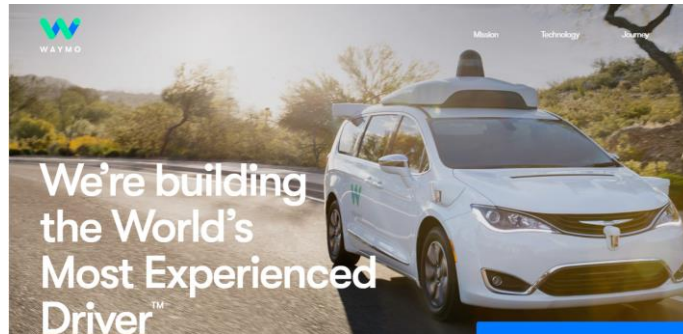 WAYMO
Mission Technology Journey
We're building
the World's
Most Experienced
Driver™